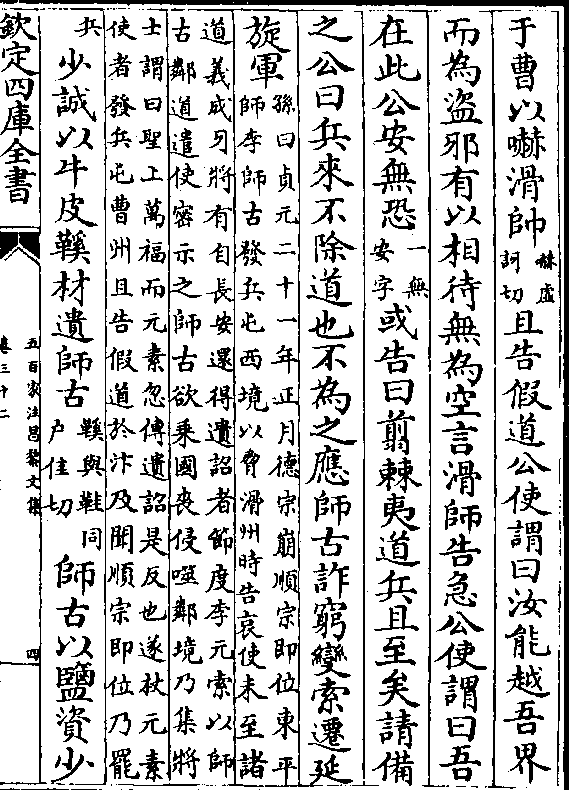 于曹以嚇滑帥赫虛訶切且告假道公使謂曰汝能越吾界
而為盜邪有以相待無為空言滑師告急公使謂曰吾
在此公安無恐一無安字或告曰翦棘夷道兵且至矣請備
之公曰兵來不除道也不為之應師古詐窮變索遷延
旋軍孫曰貞元二十一年正月德宗崩順宗即位東平
師李師古發兵屯西境以脅滑州時告哀使未至諸
道義成牙將有自長安還得遺詔者節度李元索以師
古鄰道遣使密示之師古欲乘國喪侵噬鄰境乃集將
士謂曰聖上萬福而元素忽傳遺詔是反也遂杖元素
使者發兵屯曹州且告假道於汴及聞順宗即位乃罷
兵少誠以牛皮鞵材遺師古鞵與鞋同户佳切師古以鹽資少
欽定四庫全書
五百家注昌黎文集
卷三十二
四